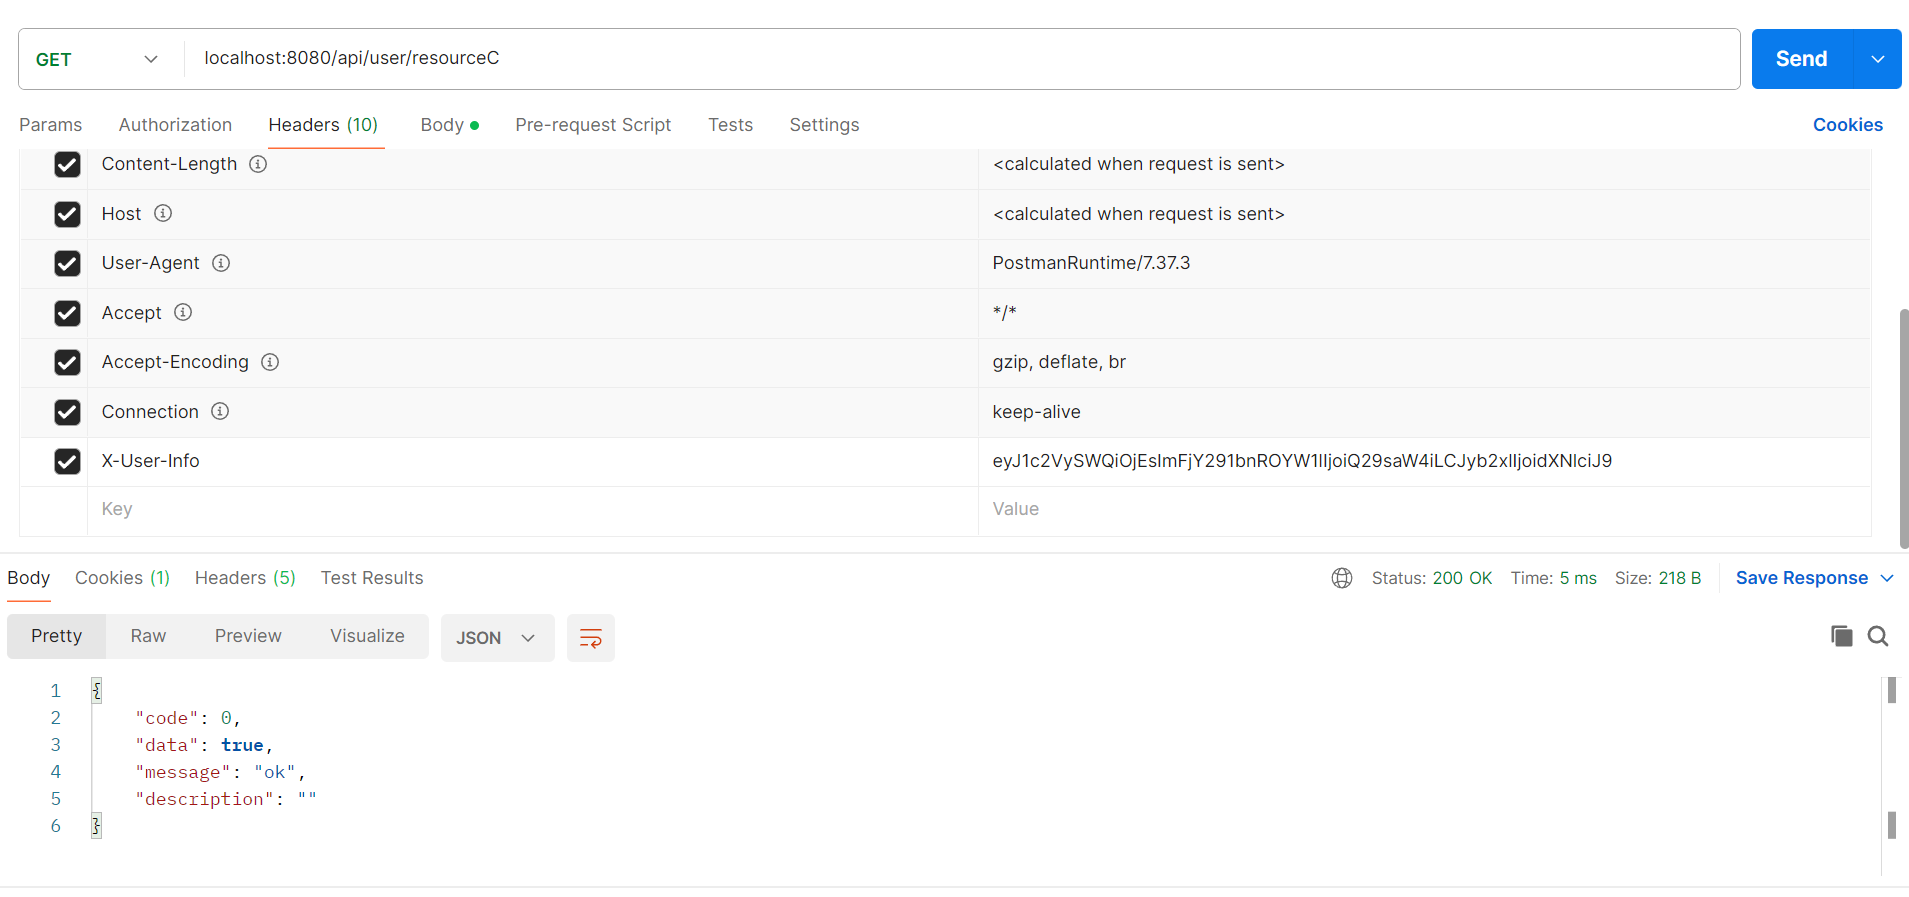 GET localhost:8080/api/user/resourceC Send
Params Authorization Headers (10) Body Pre-request Script Tests Settings Cookies
Content-Length <calculated when request is sent>
Host <calculated when request is sent>
User-Agent PostmanRuntime/7.37.3
Accept */*
Accept-Encoding gzip, deflate, br
Connection keep-alive
X-User-Info eyJ1c2VySWQiOjEsImFjY291bnROYW1lIjoiQ29saW4iLCJyb2xlIjoidXNlciJ9
Key Value
Body Cookies (1) Headers (5) Test Results Status: 200 OK Time: 5 ms Size: 218 B Save Response
Pretty Raw Preview Visualize JSON
1 {
2 "code": 0,
3 "data": true,
4 "message": "ok",
5 "description": ""
6 }